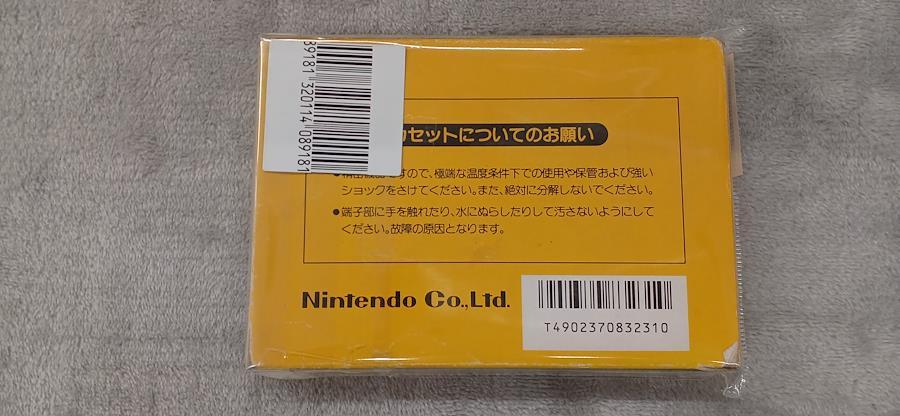 89181 320114 089181
カセットについてのお願い
●精密機器ですので、極端な温度条件下での使用や保管および強い
ショックをさけてください。また、絶対に分解しないでください。
●端子部に手を触れたり、水にぬらしたりして汚さないようにして
ください。故障の原因となります。
Nintendo Co.,Ltd.
T4902370832310